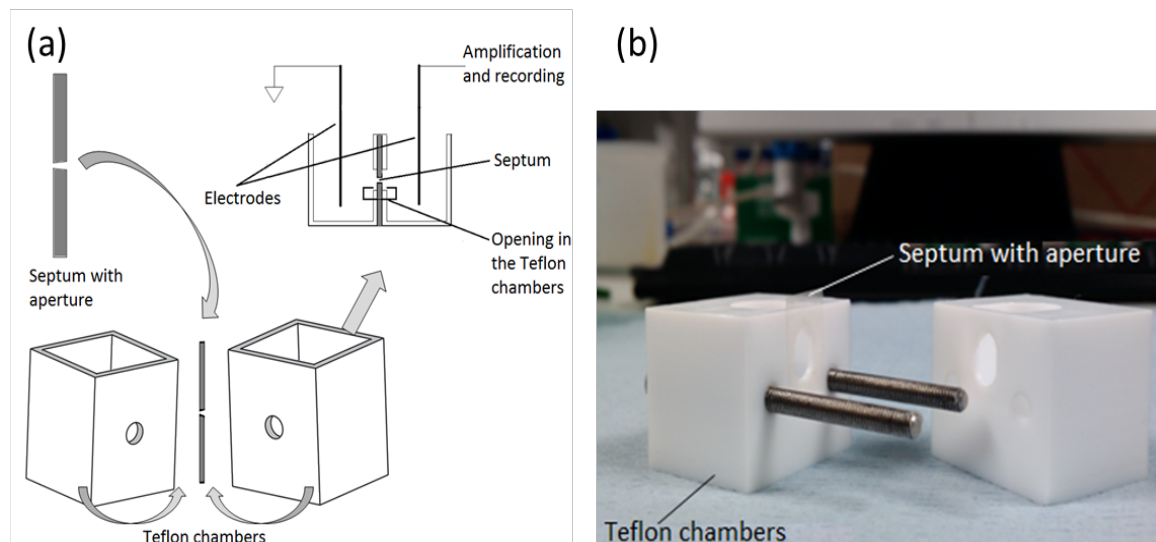 (a)
Amplification
and recording
Septum
Electrodes
Opening in
the Teflon
chambers
Septum with
aperture
Teflon chambers
(b)
Septum with aperture
Teflon chambers